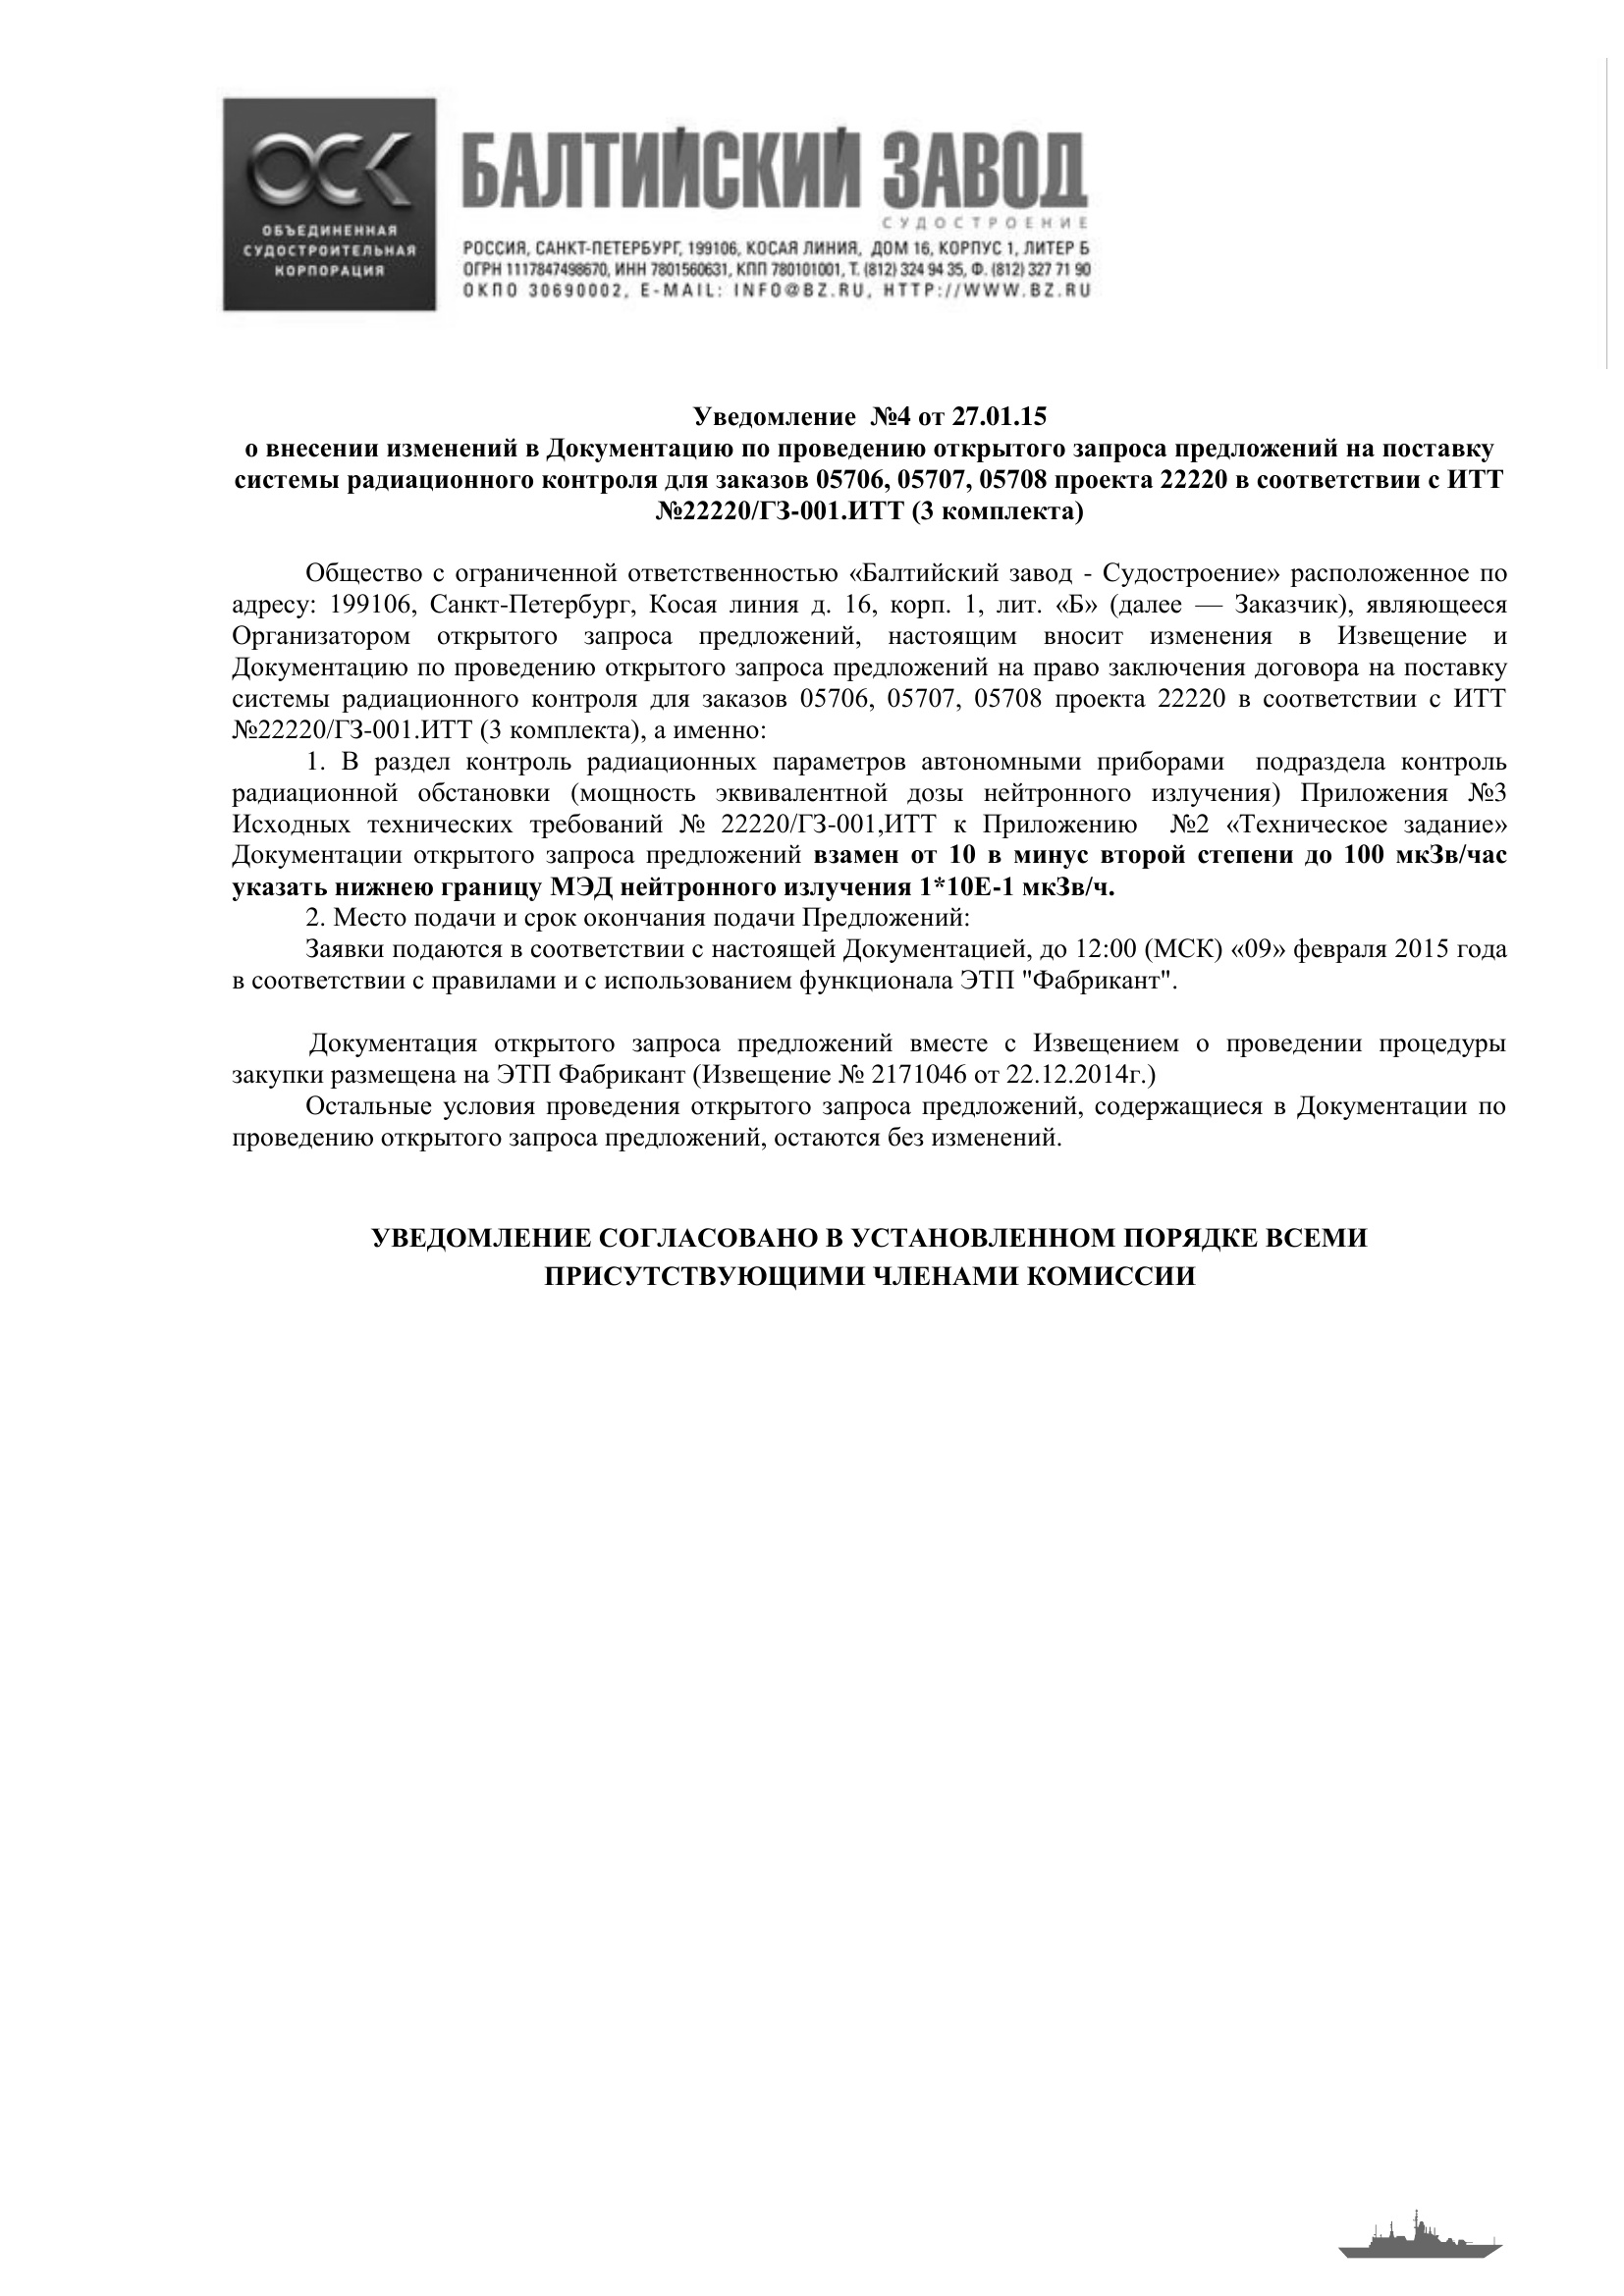 ОСК
ОБЪЕДИНЕННАЯ
СУДОСТРОИТЕЛЬНАЯ
КОРПОРАЦИЯ
БАЛТИЙСКИЙ ЗАВОД
СУДОСТРОЕНИЕ
РОССИЯ, САНКТ-ПЕТЕРБУРГ, 199106, КОСАЯ ЛИНИЯ, ДОМ 16, КОРПУС 1, ЛИТЕР Б
ОГРН 1117847498670, ИНН 7801560631, КПП 780101001, Т. (812) 324 94 35, Ф. (812) 327 71 90
ОКПО 30690002, E-MAIL: INFO@BZ.RU, HTTP://WWW.BZ.RU
Уведомление №4 от 27.01.15
о внесении изменений в Документацию по проведению открытого запроса предложений на поставку
системы радиационного контроля для заказов 05706, 05707, 05708 проекта 22220 в соответствии с ИТТ
№22220/ГЗ-001.ИТТ (3 комплекта)
Общество с ограниченной ответственностью «Балтийский завод - Судостроение» расположенное по
адресу: 199106, Санкт-Петербург, Косая линия д. 16, корп. 1, лит. «Б» (далее — Заказчик), являющееся
Организатором открытого запроса предложений, настоящим вносит изменения в Извещение и
Документацию по проведению открытого запроса предложений на право заключения договора на поставку
системы радиационного контроля для заказов 05706, 05707, 05708 проекта 22220 в соответствии с ИТТ
№22220/ГЗ-001.ИТТ (3 комплекта), а именно:
1. В раздел контроль радиационных параметров автономными приборами подраздела контроль
радиационной обстановки (мощность эквивалентной дозы нейтронного излучения) Приложения №3
Исходных технических требований № 22220/ГЗ-001,ИТТ к Приложению №2 «Техническое задание»
Документации открытого запроса предложений взамен от 10 в минус второй степени до 100 мкЗв/час
указать нижнею границу МЭД нейтронного излучения 1*10Е-1 мкЗв/ч.
2. Место подачи и срок окончания подачи Предложений:
Заявки подаются в соответствии с настоящей Документацией, до 12:00 (МСК) «09» февраля 2015 года
в соответствии с правилами и с использованием функционала ЭТП "Фабрикант".
Документация открытого запроса предложений вместе с Извещением о проведении процедуры
закупки размещена на ЭТП Фабрикант (Извещение № 2171046 от 22.12.2014г.)
Остальные условия проведения открытого запроса предложений, содержащиеся в Документации по
проведению открытого запроса предложений, остаются без изменений.
УВЕДОМЛЕНИЕ СОГЛАСОВАНО В УСТАНОВЛЕННОМ ПОРЯДКЕ ВСЕМИ
ПРИСУТСТВУЮЩИМИ ЧЛЕНАМИ КОМИССИИ